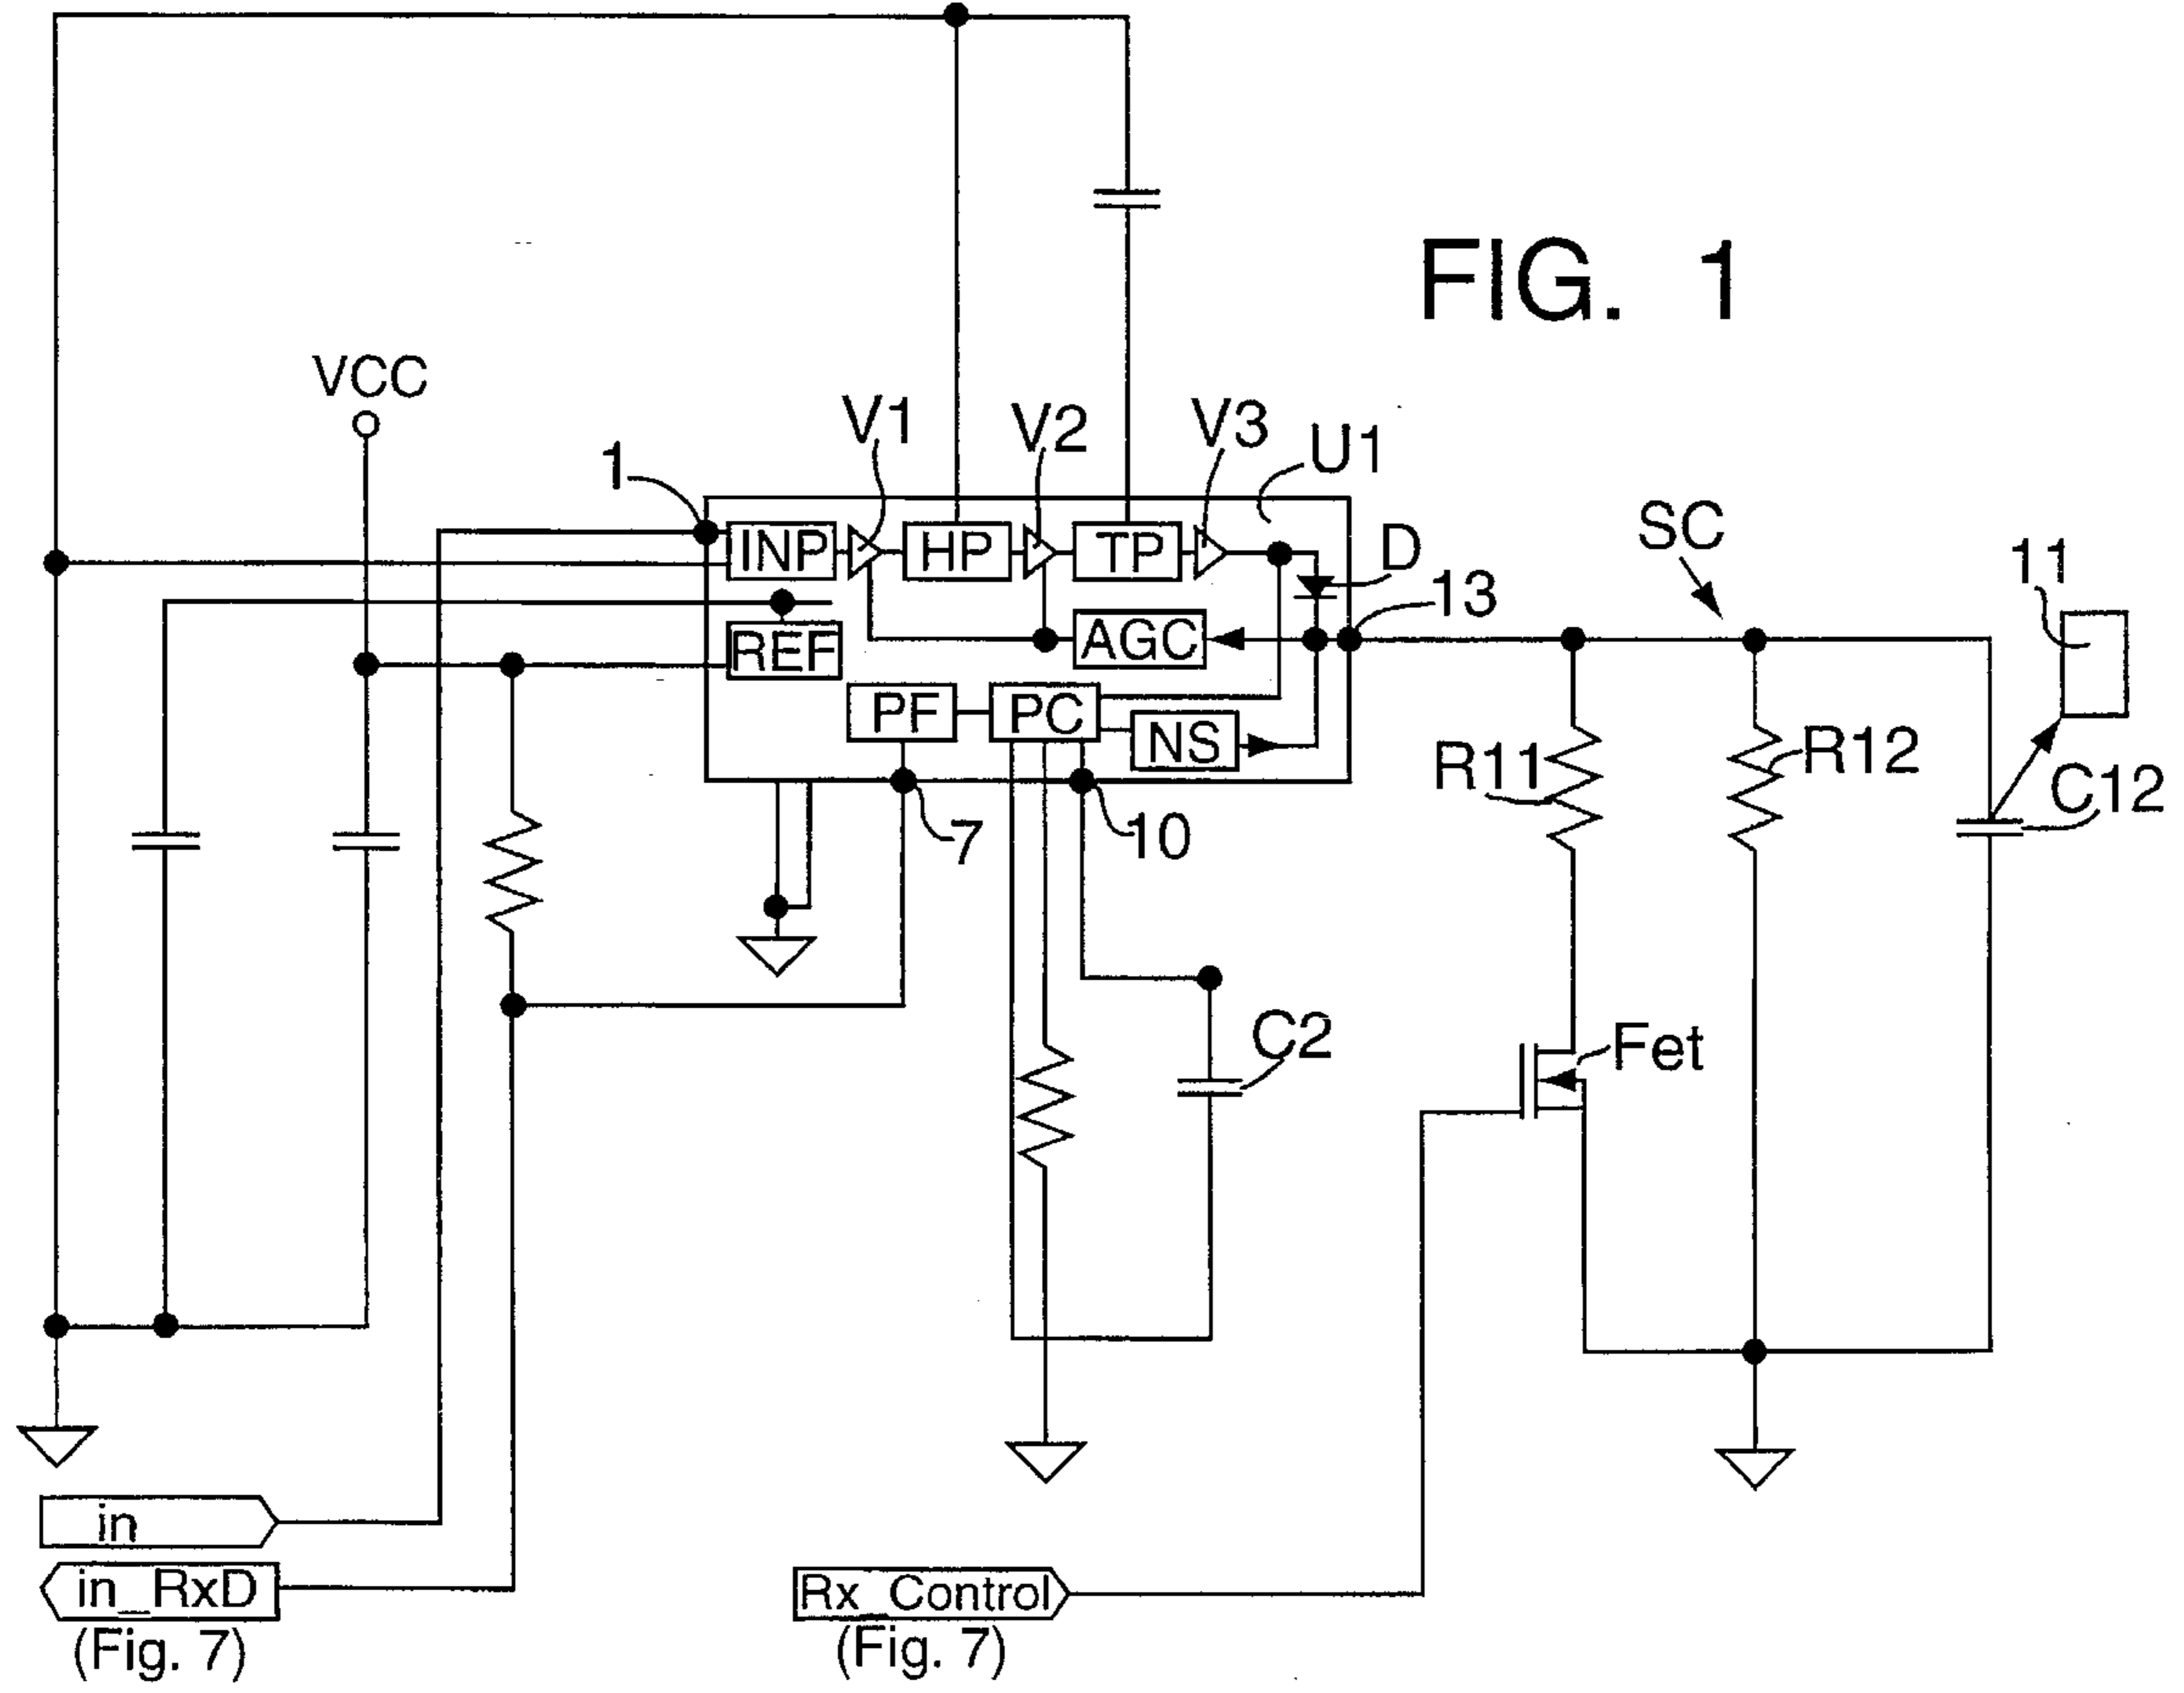 FIG. 1
VCC
V1
V2
V3
U1
1
D
SC
13
11
INP
HP
TP
REF
AGC
PF
PC
NS
R11
R12
C12
7
10
C2
Fet
in
in_RxD
(Fig. 7)
Rx_Control
(Fig. 7)